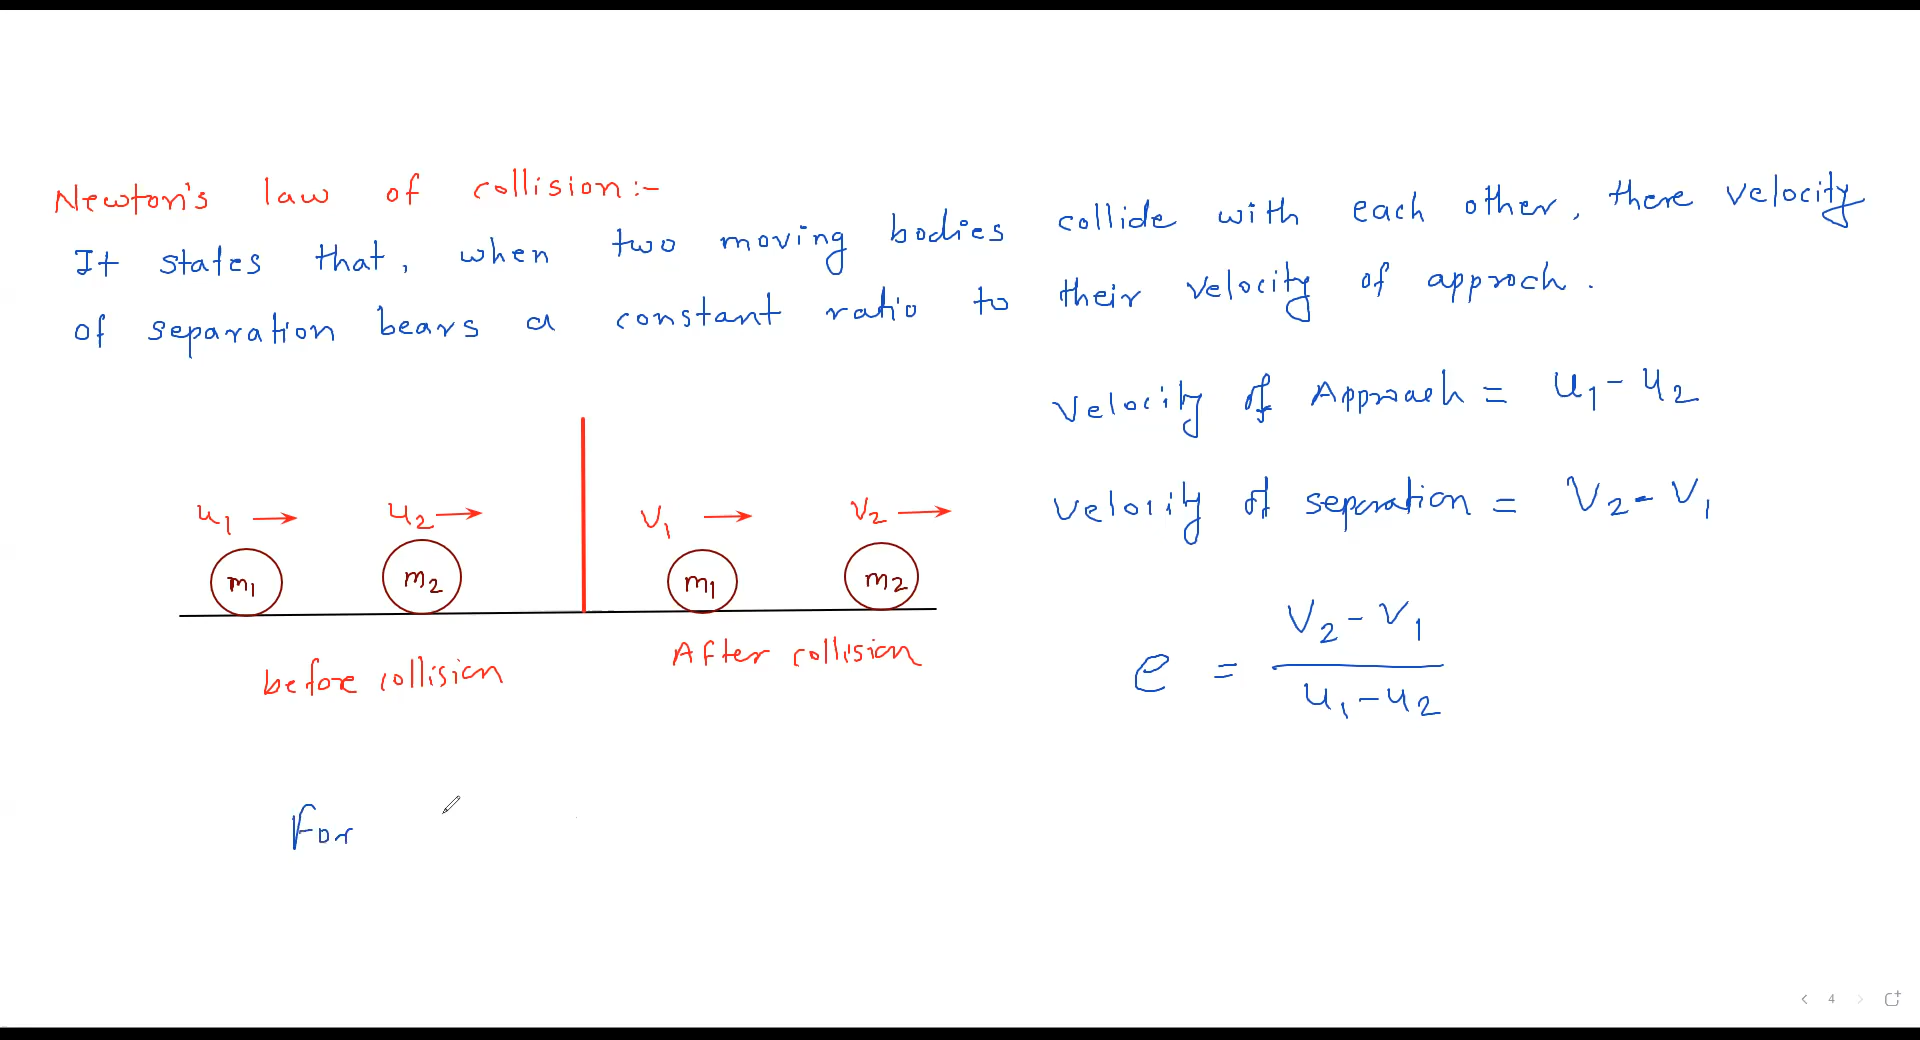 Newton's law of collision:-
It states that, when two moving bodies collide with each other, there velocity
of separation bears a constant ratio to their velocity of approch.
Velocity of Approach = u1 - u2
Velocity of separation = V2 - V1
u1 → u2 → V1 → V2 →
m1 m2 m1 m2
before collision After collision
e = V2 - V1 / u1 - u2
For
4